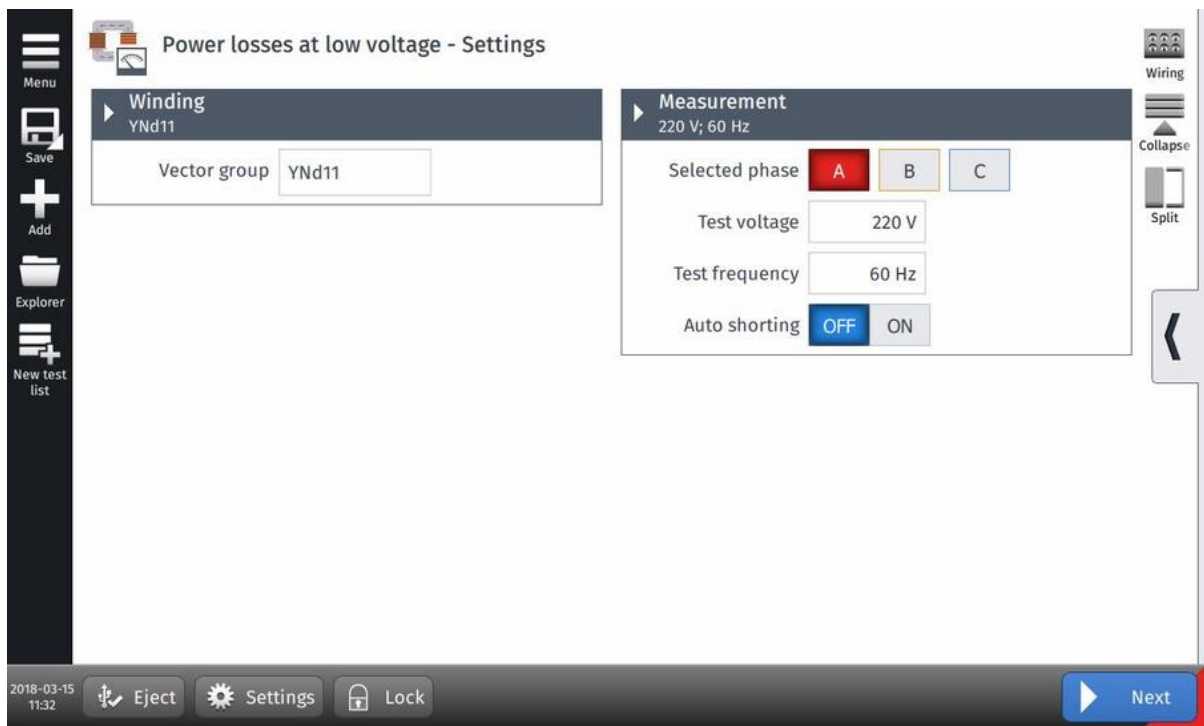 Menu
Save
Add
Explorer
New test
list
Power losses at low voltage - Settings
Winding
YNd11
Vector group YNd11
Measurement
220 V; 60 Hz
Selected phase A B C
Test voltage 220 V
Test frequency 60 Hz
Auto shorting OFF ON
Wiring
Collapse
Split
2018-03-15
11:32
Eject
Settings
Lock
Next